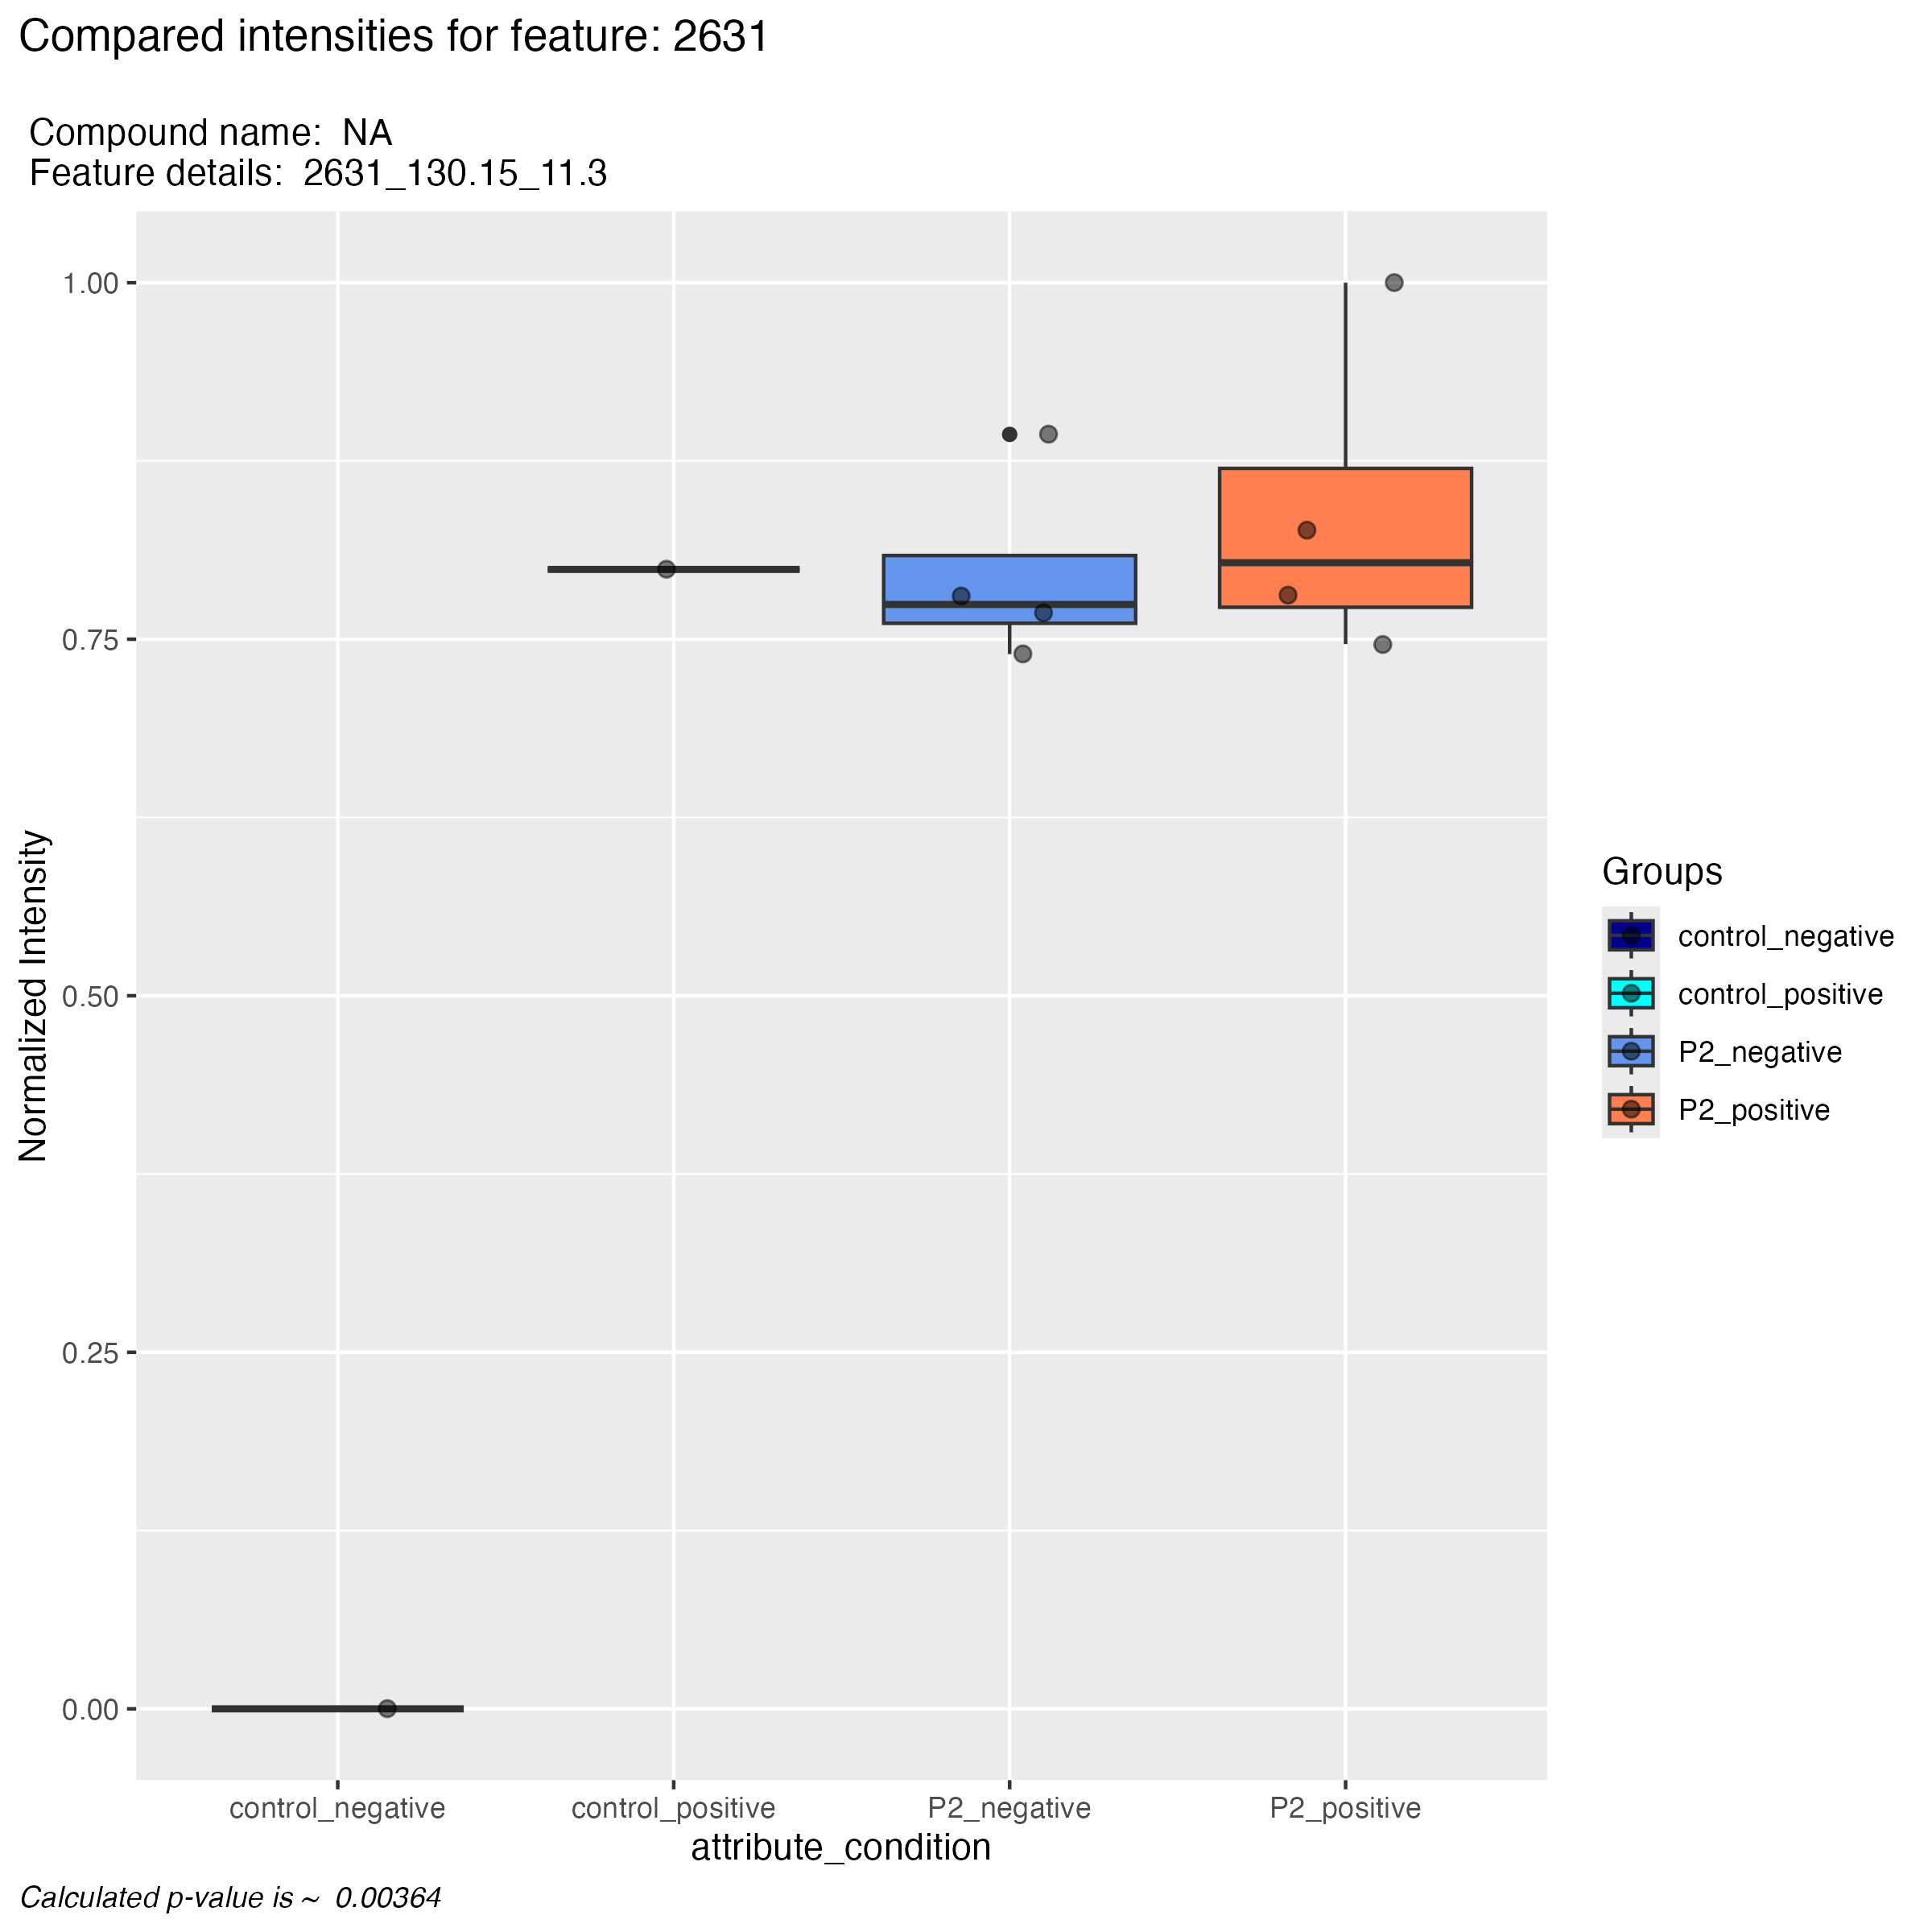 Compared intensities for feature: 2631
Compound name:  NA
Feature details:  2631_130.15_11.3
Normalized Intensity
1.00
0.75
0.50
0.25
0.00
control_negative
control_positive
P2_negative
P2_positive
attribute_condition
Groups
control_negative
control_positive
P2_negative
P2_positive
Calculated p-value is ~  0.00364